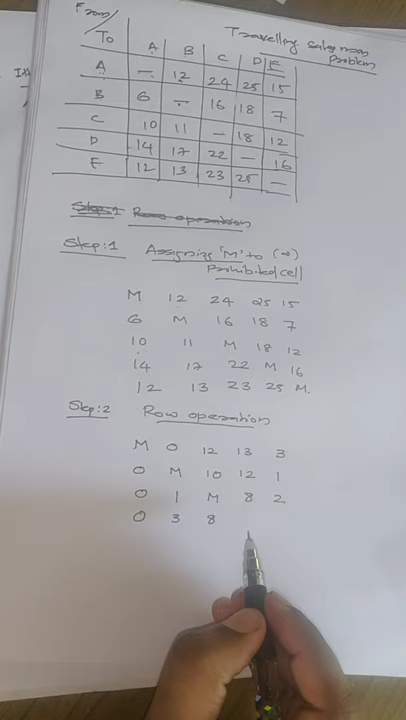 From/
Travelling salesman
problem
To A B C D E
A — 12 24 25 15
B 6 - 16 18 7
C 10 11 — 18 12
D 14 17 22 — 16
E 12 13 23 25 —
Step:1 Row operation
Step:1 Assigning 'M' to (∞)
prohibited cell
M 12 24 25 15
6 M 16 18 7
10 11 M 18 12
14 17 22 M 16
12 13 23 25 M.
Step:2 Row operation
M 0 12 13 3
0 M 10 12 1
0 1 M 8 2
0 3 8